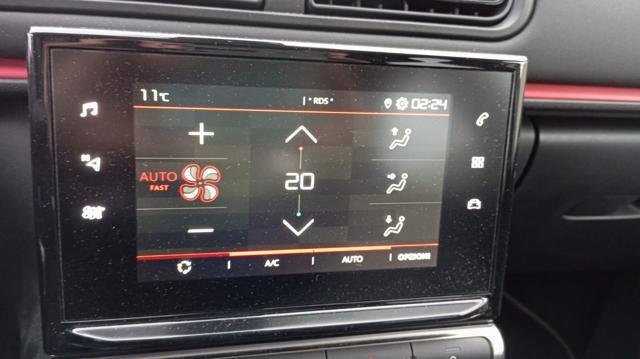 11°C
"RDS" 02:24
AUTO
FAST
20
A/C AUTO OPZIONI